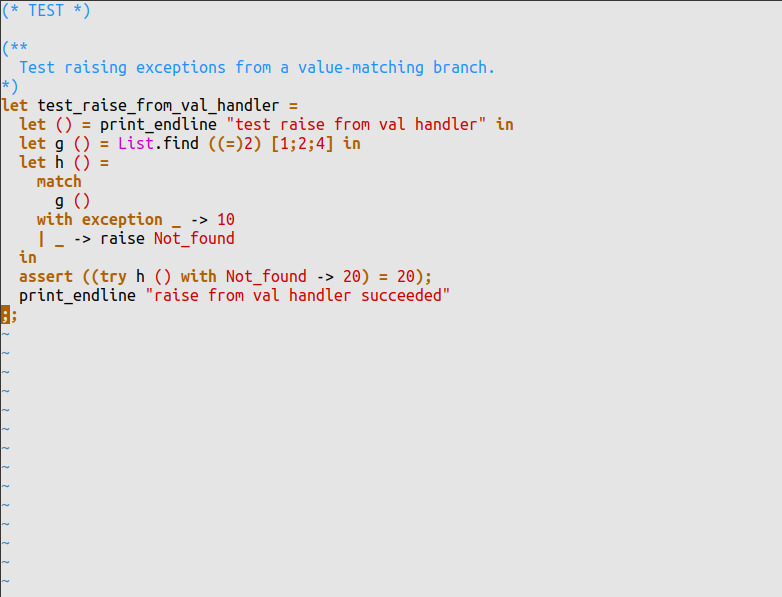 (* TEST *)

(**
  Test raising exceptions from a value-matching branch.
*)
let test_raise_from_val_handler =
  let () = print_endline "test raise from val handler" in
  let g () = List.find ((=)2) [1;2;4] in
  let h () =
    match
      g ()
    with exception _ -> 10
    | _ -> raise Not_found
  in
  assert ((try h () with Not_found -> 20) = 20);
  print_endline "raise from val handler succeeded"
;;
~
~
~
~
~
~
~
~
~
~
~
~
~
~